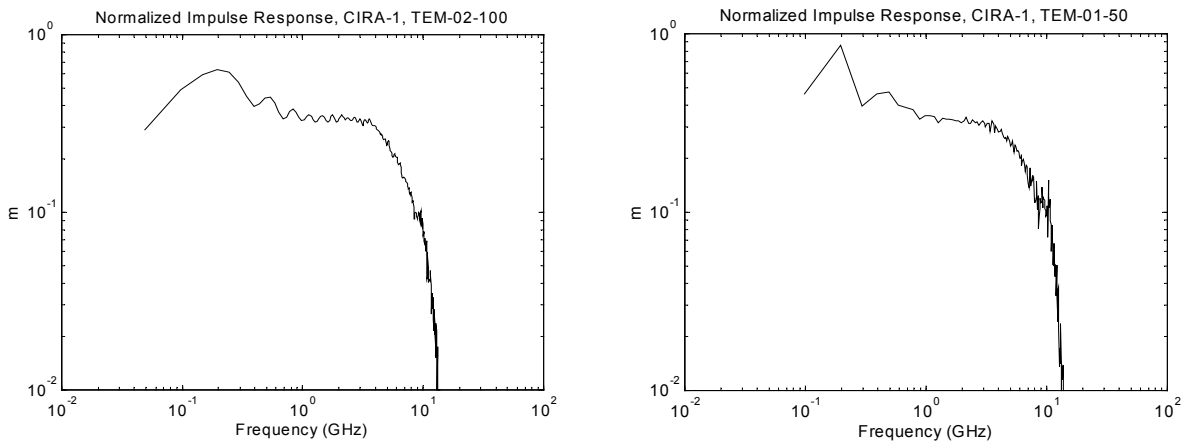 Normalized Impulse Response, CIRA-1, TEM-02-100
10^0
10^-1
10^-2
m
10^-2
10^-1
10^0
10^1
10^2
Frequency (GHz)
Normalized Impulse Response, CIRA-1, TEM-01-50
10^0
10^-1
10^-2
m
10^-2
10^-1
10^0
10^1
10^2
Frequency (GHz)